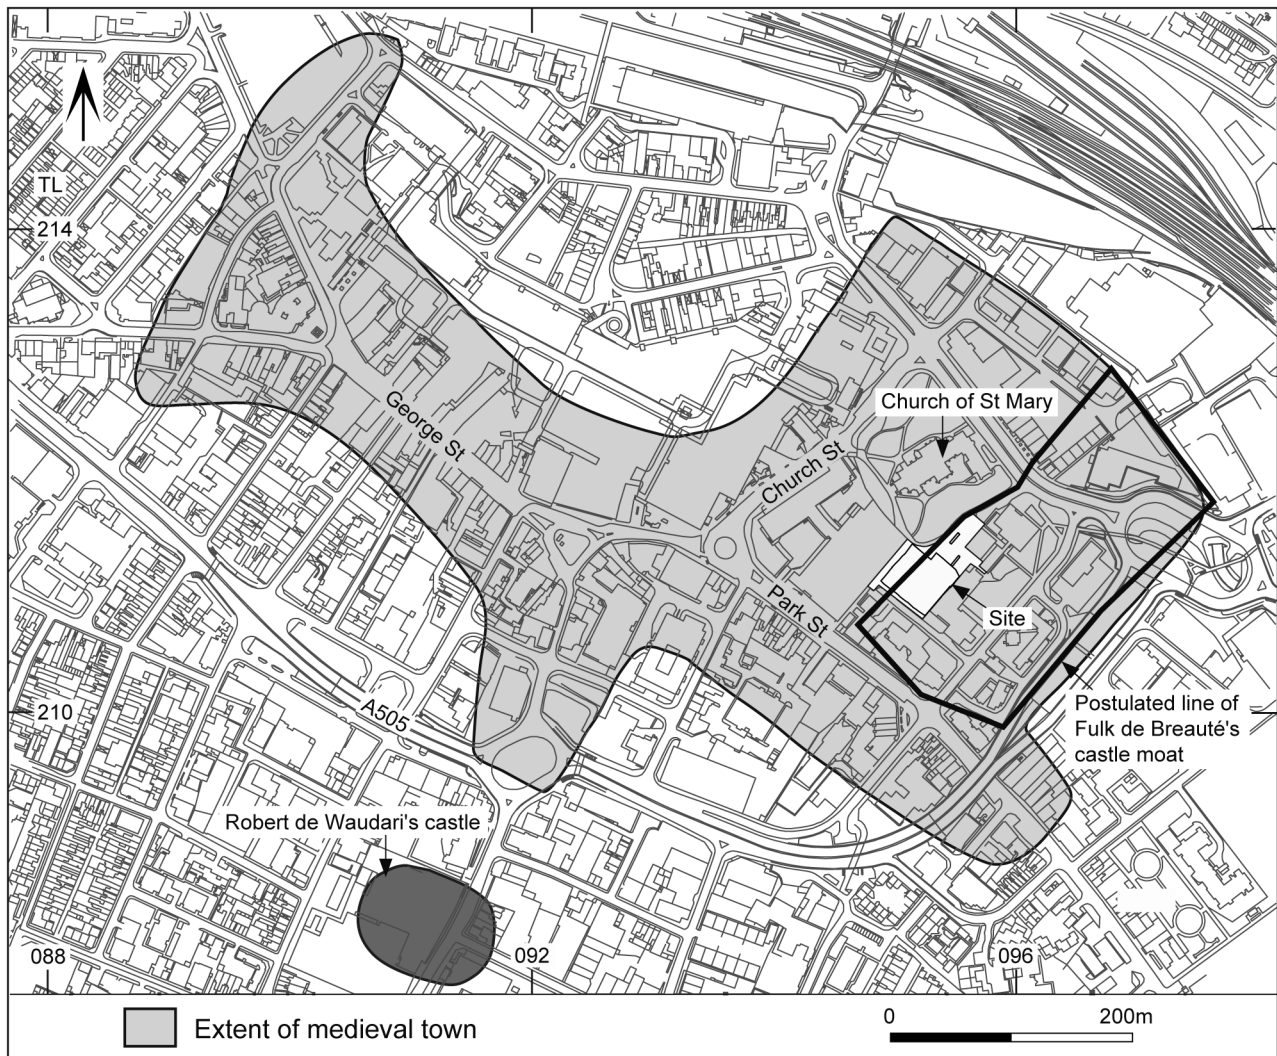 TL
214
Church of St Mary
George St
Church St
Park St
Site
210
A505
Postulated line of
Fulk de Breauté's
castle moat
Robert de Waudari's castle
088
092
096
Extent of medieval town
0
200m